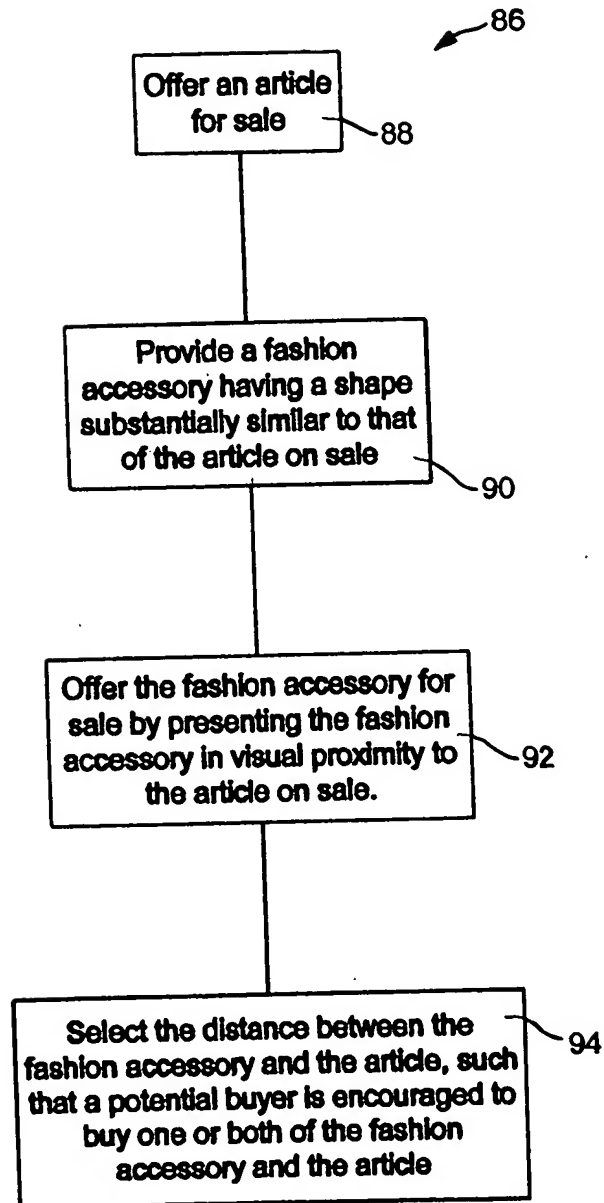 86
Offer an article
for sale
88
Provide a fashion
accessory having a shape
substantially similar to that
of the article on sale
90
Offer the fashion accessory for
sale by presenting the fashion
accessory in visual proximity to
the article on sale.
92
Select the distance between the
fashion accessory and the article, such
that a potential buyer is encouraged to
buy one or both of the fashion
accessory and the article
94